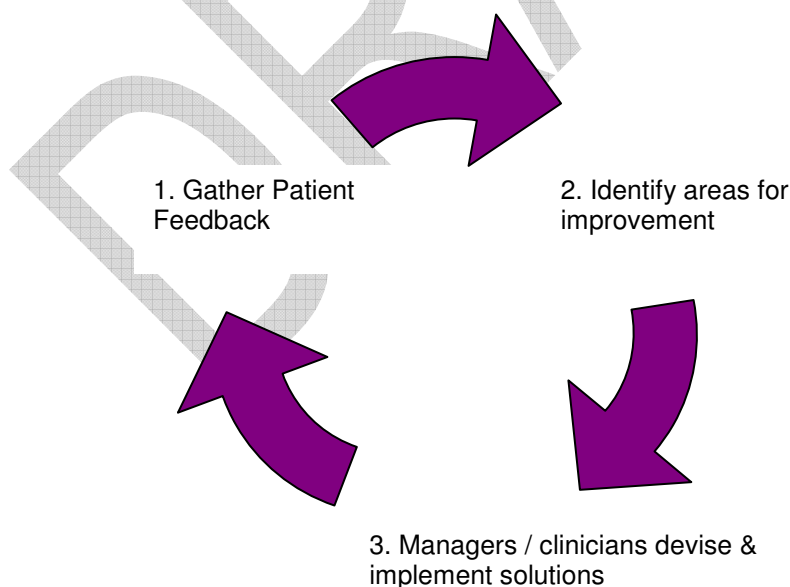 1. Gather Patient
Feedback
2. Identify areas for
improvement
3. Managers / clinicians devise &
implement solutions